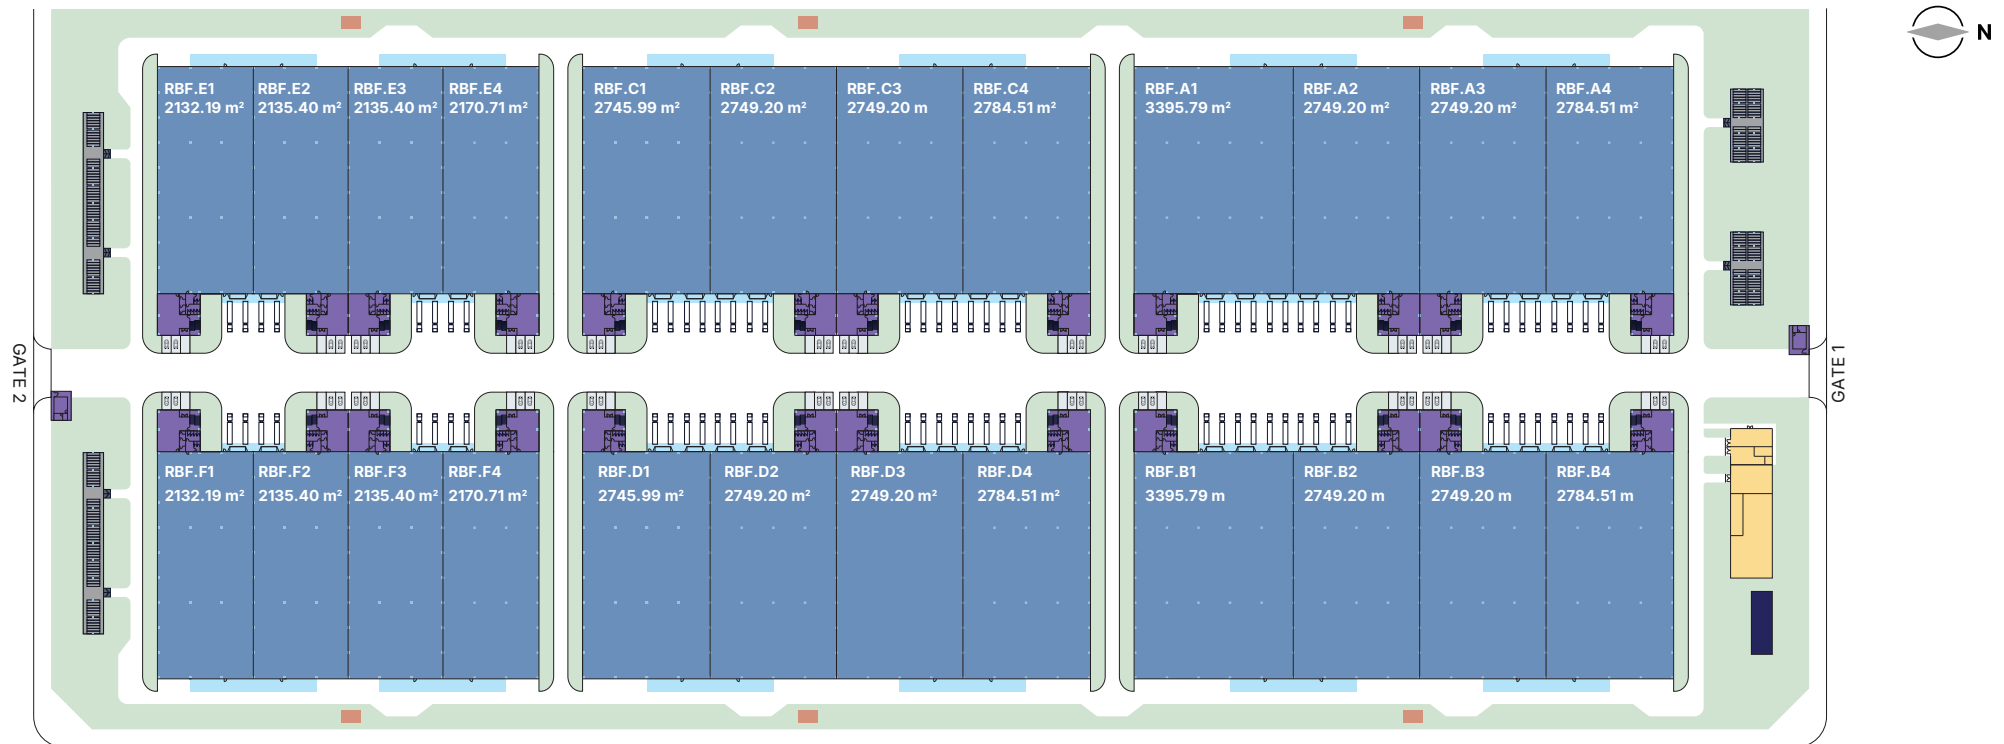 N
RBF.E1
2132.19 m²
RBF.E2
2135.40 m²
RBF.E3
2135.40 m²
RBF.E4
2170.71 m²
RBF.C1
2745.99 m²
RBF.C2
2749.20 m²
RBF.C3
2749.20 m
RBF.C4
2784.51 m²
RBF.A1
3395.79 m²
RBF.A2
2749.20 m
RBF.A3
2749.20 m²
RBF.A4
2784.51 m²
GATE 2
GATE 1
RBF.F1
2132.19 m²
RBF.F2
2135.40 m²
RBF.F3
2135.40 m²
RBF.F4
2170.71 m²
RBF.D1
2745.99 m²
RBF.D2
2749.20 m²
RBF.D3
2749.20 m²
RBF.D4
2784.51 m²
RBF.B1
3395.79 m
RBF.B2
2749.20 m
RBF.B3
2749.20 m
RBF.B4
2784.51 m